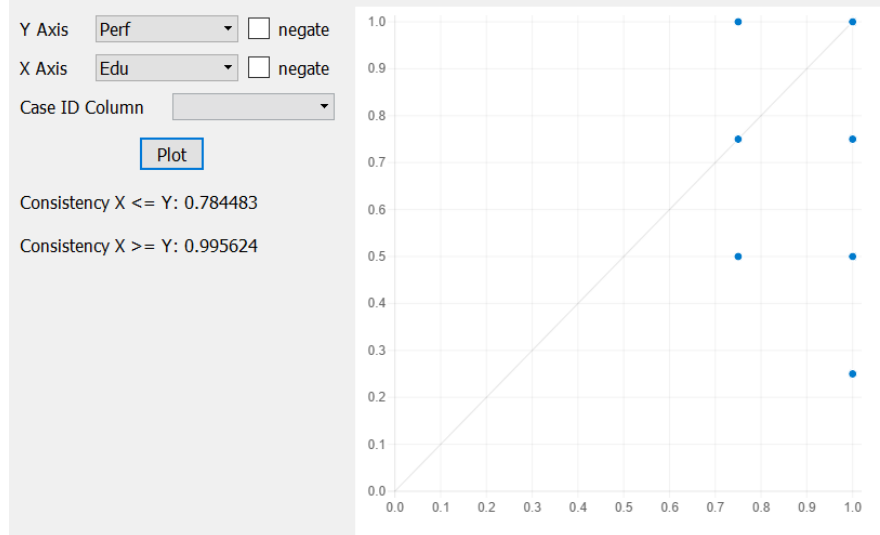 Y Axis Perf negate
X Axis Edu negate
Case ID Column
Plot
Consistency X <= Y: 0.784483
Consistency X >= Y: 0.995624
1.0
0.9
0.8
0.7
0.6
0.5
0.4
0.3
0.2
0.1
0.0
0.0 0.1 0.2 0.3 0.4 0.5 0.6 0.7 0.8 0.9 1.0